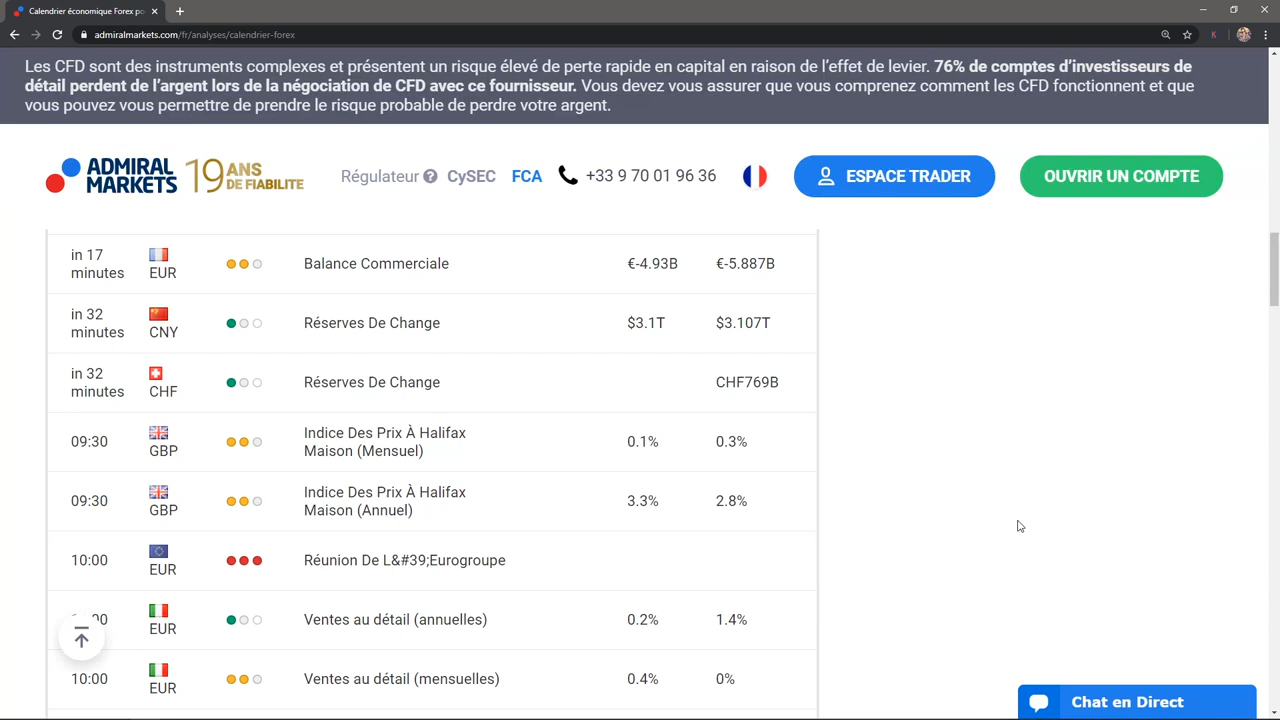 Calendrier économique Forex po
admiralmarkets.com/fr/analyses/calendrier-forex
K
Les CFD sont des instruments complexes et présentent un risque élevé de perte rapide en capital en raison de l'effet de levier. 76% de comptes d'investisseurs de
détail perdent de l'argent lors de la négociation de CFD avec ce fournisseur. Vous devez vous assurer que vous comprenez comment les CFD fonctionnent et que
vous pouvez vous permettre de prendre le risque probable de perdre votre argent.
ADMIRAL MARKETS 19 ANS DE FIABILITE
Régulateur ? CySEC FCA +33 9 70 01 96 36 ESPACE TRADER OUVRIR UN COMPTE
in 17 minutes EUR Balance Commerciale €-4.93B €-5.887B
in 32 minutes CNY Réserves De Change $3.1T $3.107T
in 32 minutes CHF Réserves De Change CHF769B
09:30 GBP Indice Des Prix À Halifax Maison (Mensuel) 0.1% 0.3%
09:30 GBP Indice Des Prix À Halifax Maison (Annuel) 3.3% 2.8%
10:00 EUR Réunion De L&#39;Eurogroupe
EUR Ventes au détail (annuelles) 0.2% 1.4%
10:00 EUR Ventes au détail (mensuelles) 0.4% 0%
Chat en Direct